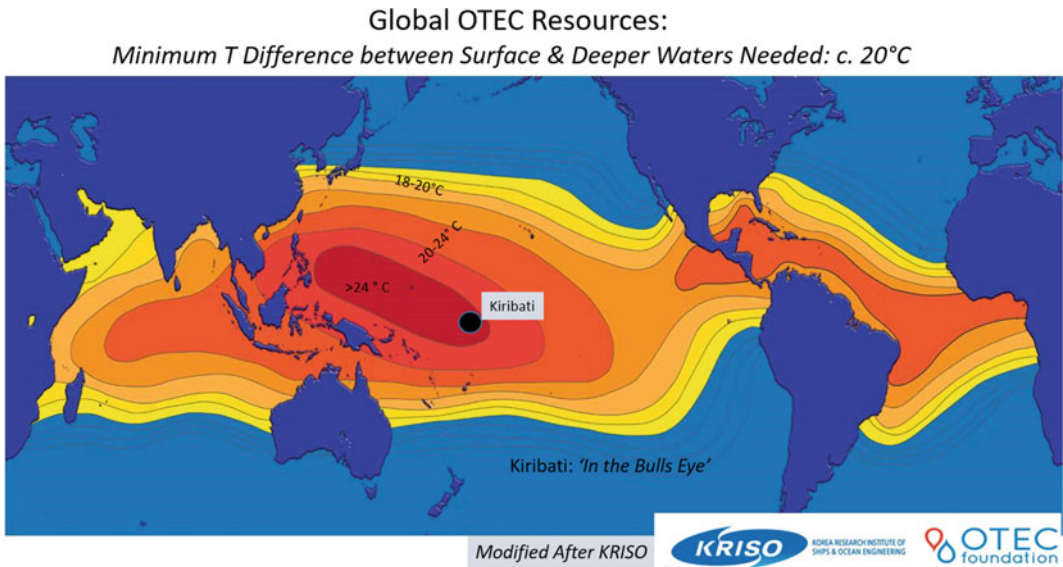 Global OTEC Resources:
Minimum T Difference between Surface & Deeper Waters Needed: c. 20°C
18-20°C
20-24°C
>24 ° C
Kiribati
Kiribati: ‘In the Bulls Eye’
Modified After KRISO
KRISO
KOREA RESEARCH INSTITUTE OF
SHIPS & OCEAN ENGINEERING
OTEC
foundation